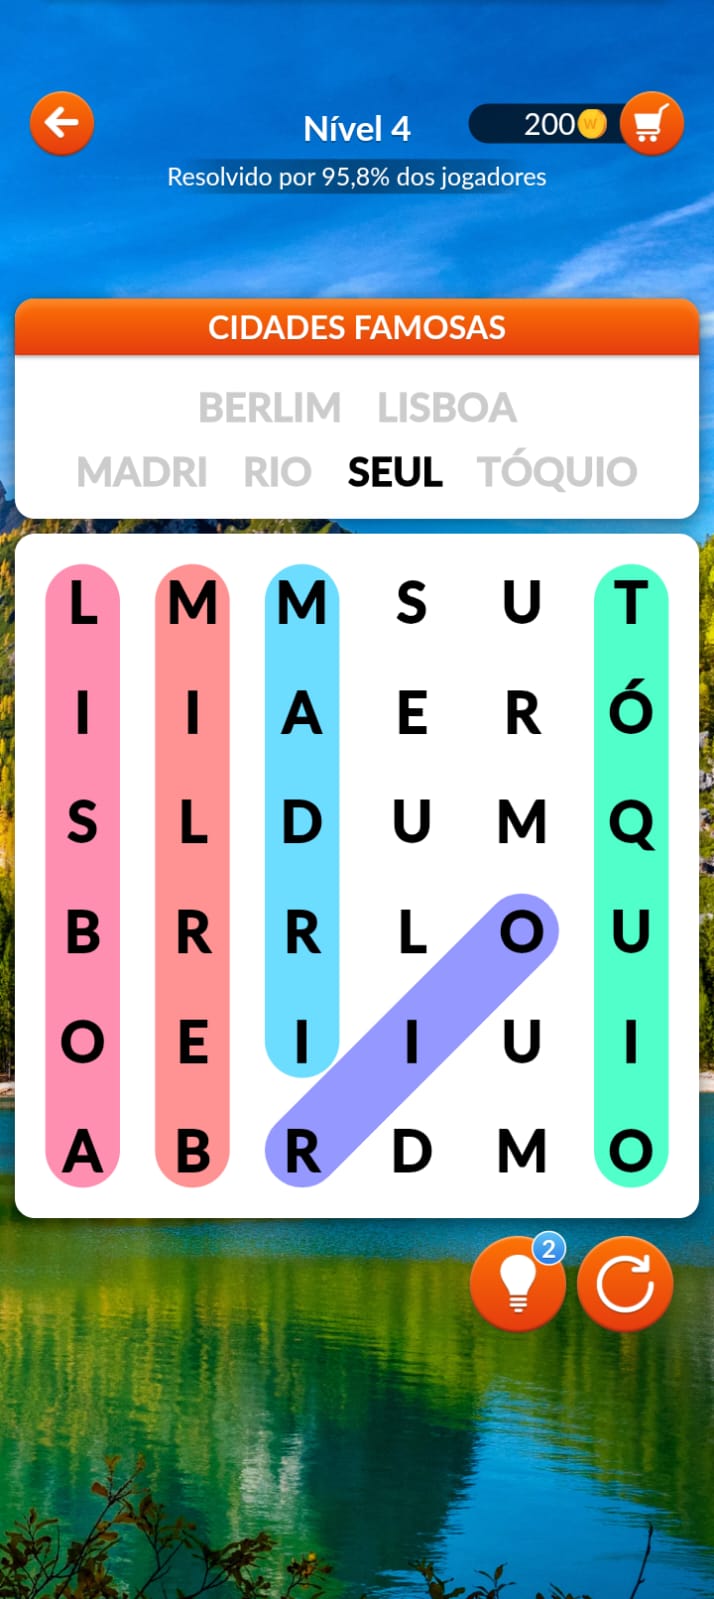 Nível 4
200
Resolvido por 95,8% dos jogadores
CIDADES FAMOSAS
BERLIM LISBOA
MADRI RIO SEUL TÓQUIO
L M M S U T
I I A E R Ó
S L D U M Q
B R R L O U
O E I I U I
A B R D M O
2